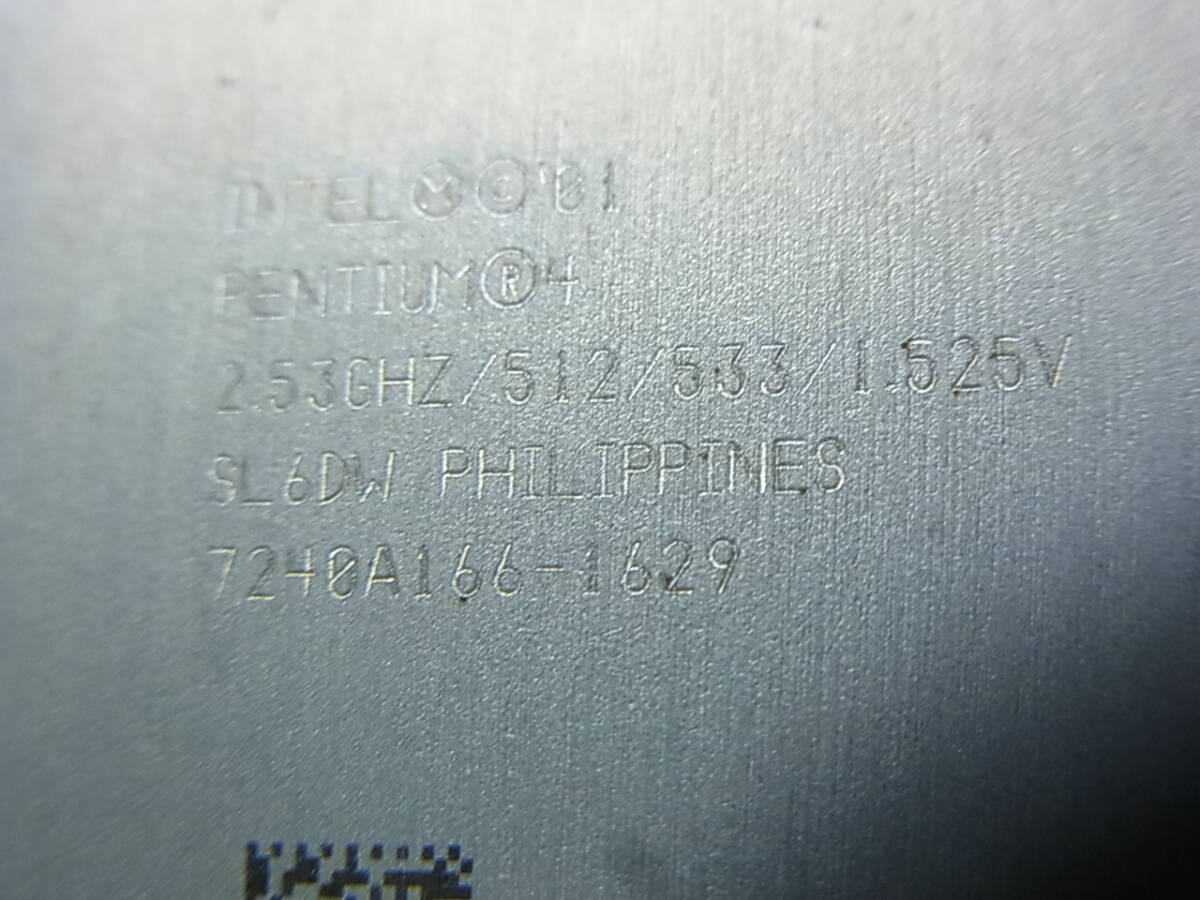 INTEL Ⓜ©'01
PENTIUM®4
2.53GHZ/512/533/1.525V
SL6DW PHILIPPINES
7240A166-1629